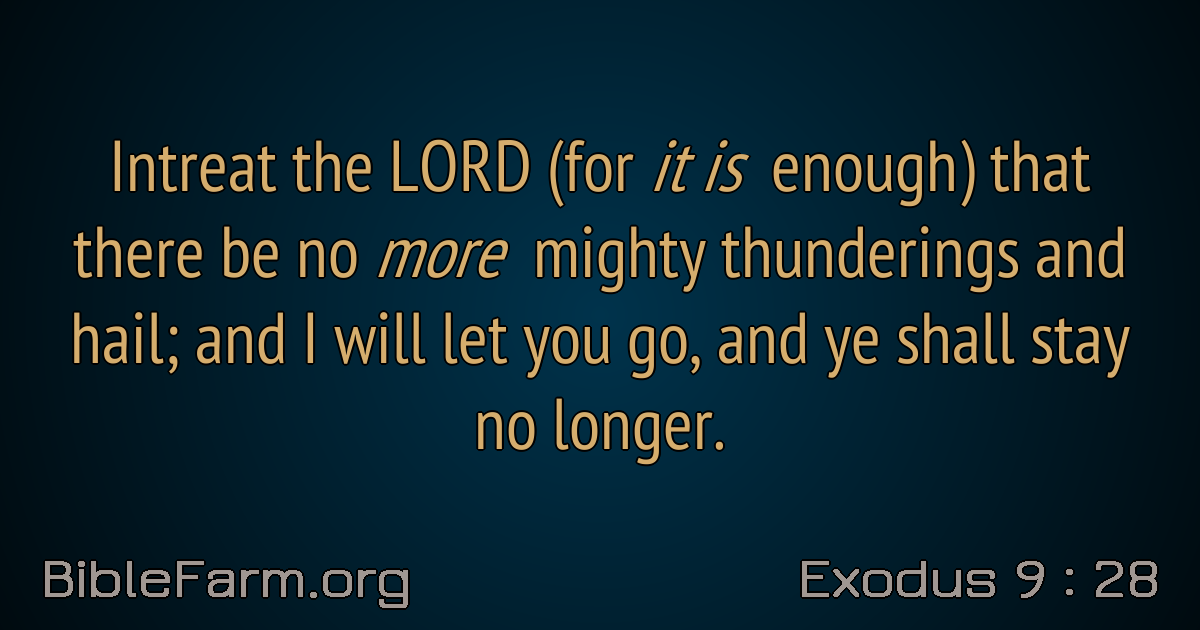 Intreat the LORD (for it is enough) that
there be no more mighty thunderings and
hail; and I will let you go, and ye shall stay
no longer.
BibleFarm.org
Exodus 9 : 28